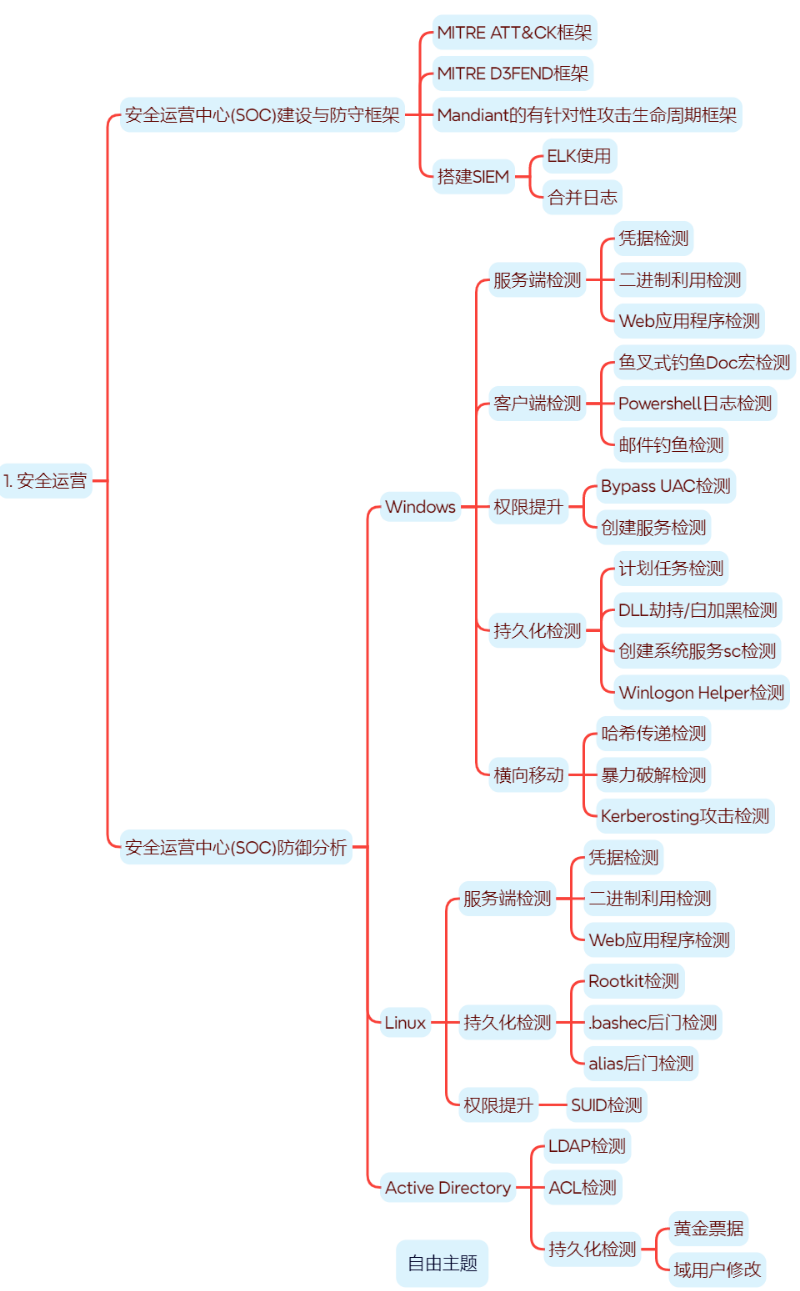 1. 安全运营
安全运营中心(SOC)建设与防守框架
MITRE ATT&CK框架
MITRE D3FEND框架
Mandiant的有针对性攻击生命周期框架
搭建SIEM
ELK使用
合并日志
安全运营中心(SOC)防御分析
Windows
服务端检测
凭据检测
二进制利用检测
Web应用程序检测
客户端检测
鱼叉式钓鱼Doc宏检测
Powershell日志检测
邮件钓鱼检测
权限提升
Bypass UAC检测
创建服务检测
持久化检测
计划任务检测
DLL劫持/白加黑检测
创建系统服务sc检测
Winlogon Helper检测
横向移动
哈希传递检测
暴力破解检测
Kerberosting攻击检测
Linux
服务端检测
凭据检测
二进制利用检测
Web应用程序检测
持久化检测
Rootkit检测
.bashec后门检测
alias后门检测
权限提升
SUID检测
Active Directory
LDAP检测
ACL检测
持久化检测
黄金票据
域用户修改
自由主题